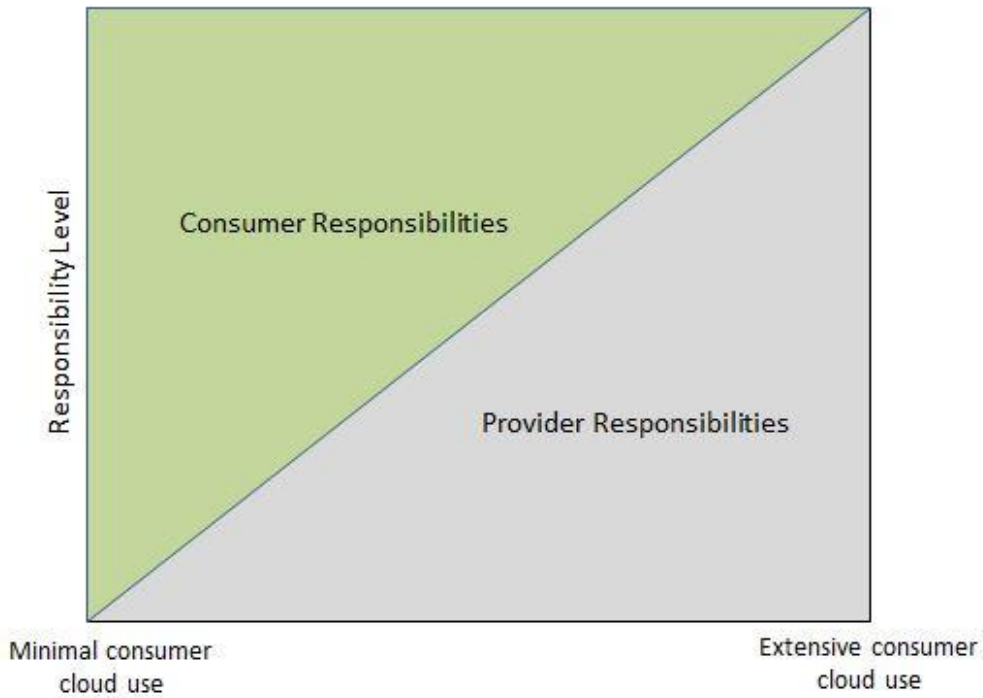 Responsibility Level
Consumer Responsibilities
Provider Responsibilities
Minimal consumer
cloud use
Extensive consumer
cloud use